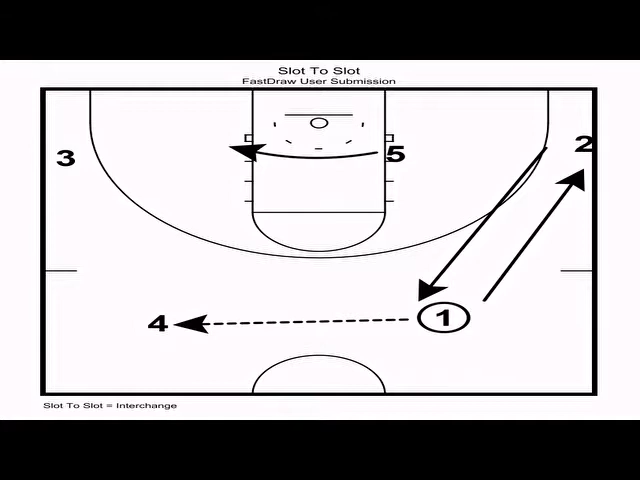 Slot To Slot
FastDraw User Submission
2
3
5
4
1
Slot To Slot = Interchange